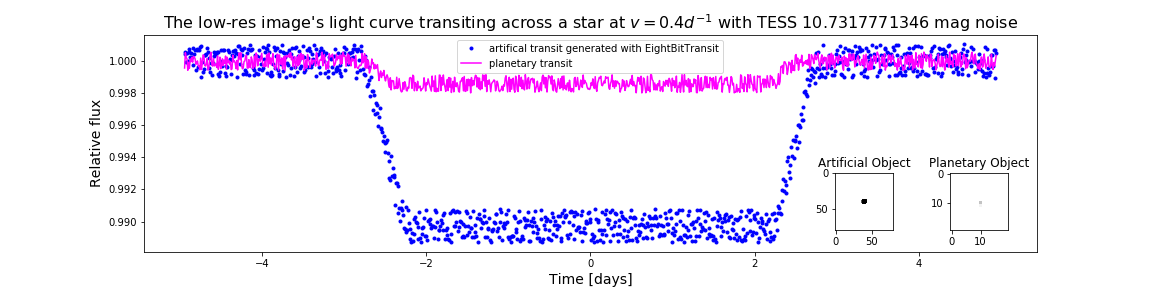 The low-res image's light curve transiting across a star at v = 0.4d⁻¹ with TESS 10.7317771346 mag noise
artifical transit generated with EightBitTransit
planetary transit
Relative flux
1.000
0.998
0.996
0.994
0.992
0.990
Artificial Object
0
50
0 50
Planetary Object
0
10
0 10
−4 −2 0 2 4
Time [days]